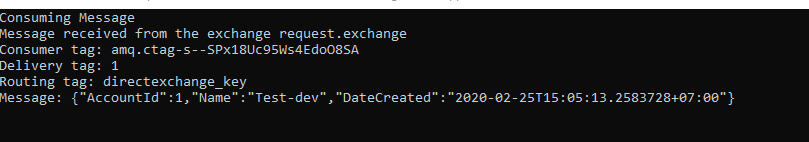 Consuming Message
Message received from the exchange request.exchange
Consumer tag: amq.ctag-s--SPx18Uc95Ws4EdoO8SA
Delivery tag: 1
Routing tag: directexchange_key
Message: {"AccountId":1,"Name":"Test-dev","DateCreated":"2020-02-25T15:05:13.2583728+07:00"}